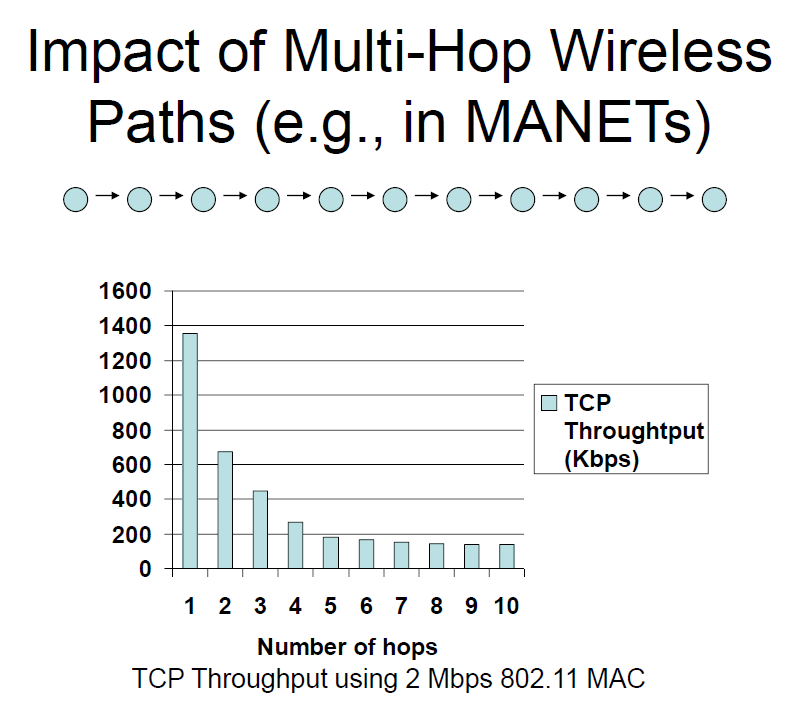 Impact of Multi-Hop Wireless
Paths (e.g., in MANETs)
1600
1400
1200
1000
800
600
400
200
0
1 2 3 4 5 6 7 8 9 10
Number of hops
TCP
Throughtput
(Kbps)
TCP Throughput using 2 Mbps 802.11 MAC